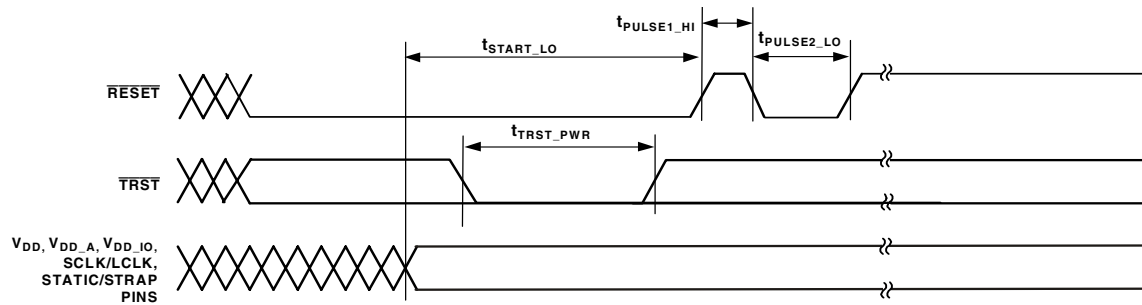 tPULSE1_HI
tSTART_LO
tPULSE2_LO
RESET
tTRST_PWR
TRST
VDD, VDD_A, VDD_IO,
SCLK/LCLK,
STATIC/STRAP
PINS